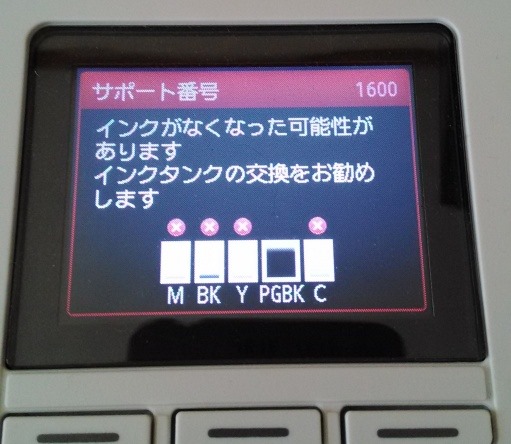 サポート番号 1600
インクがなくなった可能性が
あります
インクタンクの交換をお勧め
します
M BK Y PGBK C